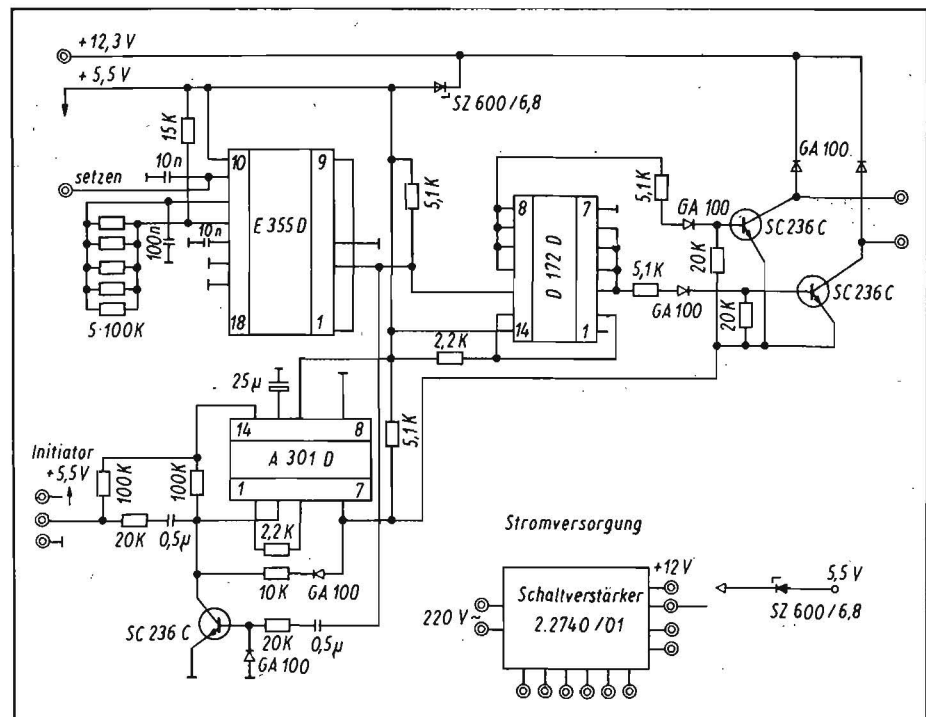 +12,3 V
+ 5,5 V
SZ 600 / 6,8
15K
10n
setzen
10
9
E 355 D
100n
10n
18
1
5·100K
5,1K
5,1K
GA 100
GA 100
8
7
D 172 D
14
1
SC 236 C
20K
5,1K
GA 100
SC 236 C
20K
2,2K
25µ
14
8
A 301 D
1
7
5,1K
Initiator
+5,5V
100K
100K
20K
0,5µ
2,2K
10K
GA 100
SC 236 C
20K
0,5µ
GA 100
Stromversorgung
Schaltverstärker
2.2740 / 01
220 V~
+12 V
5,5 V
SZ 600 / 6,8